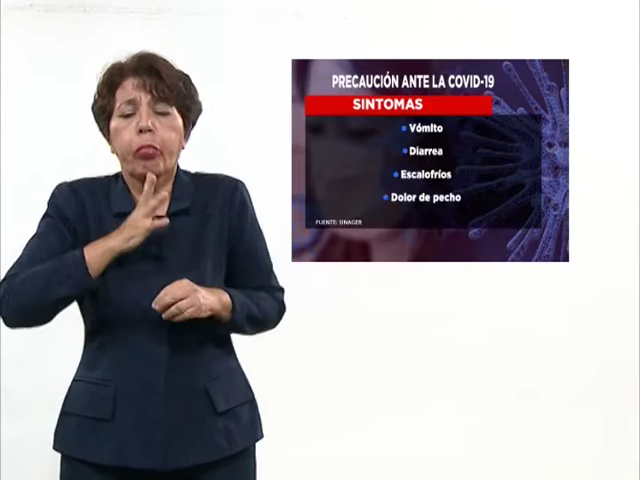 PRECAUCIÓN ANTE LA COVID-19
SINTOMAS
• Vómito
• Diarrea
• Escalofríos
• Dolor de pecho
FUENTE: SINAGER